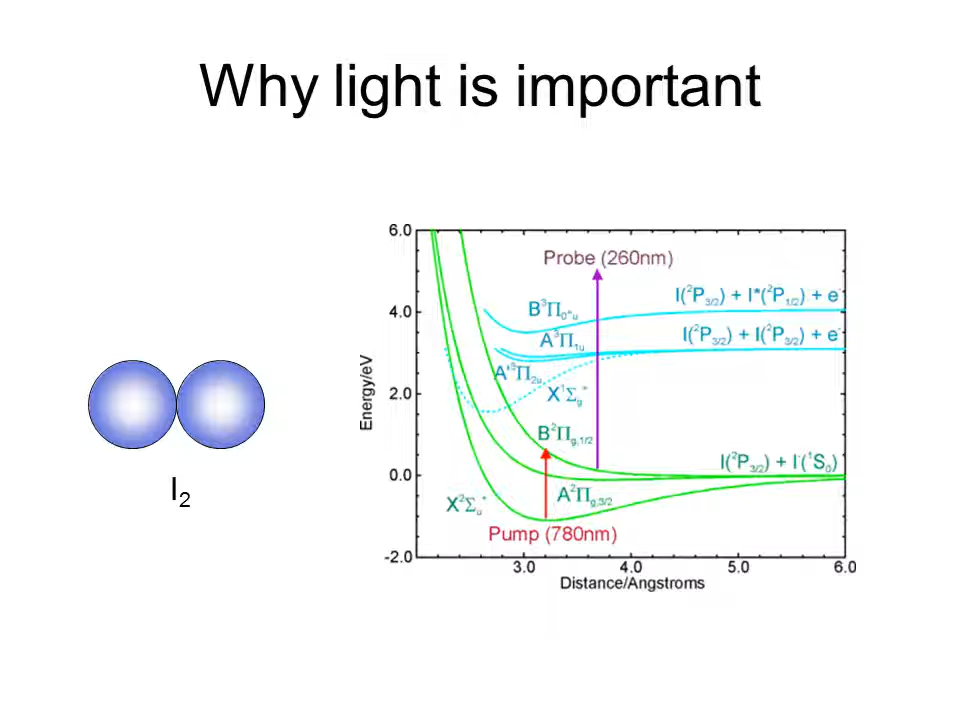 Why light is important
6.0
Probe (260nm)
I(²P₃/₂) + I*(²P₁/₂) + e⁻
B³Π₀⁺ᵤ
4.0
I(²P₃/₂) + I(²P₃/₂) + e⁻
A³Π₁ᵤ
A'³Π₂ᵤ
Energy/eV
2.0
X¹Σg⁺
B²Πg,1/2
I(²P₃/₂) + I⁻(¹S₀)
0.0
A²Πg,3/2
X²Σᵤ⁺
I₂
Pump (780nm)
-2.0
3.0 4.0 5.0 6.0
Distance/Angstroms